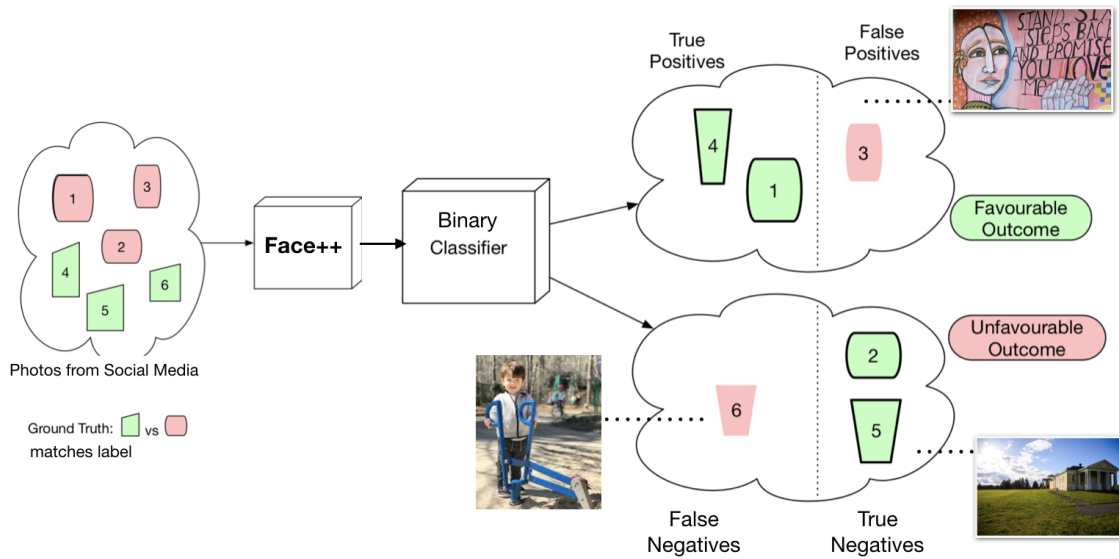 True
Positives
False
Positives
STAND SIX
STEPS BACK
AND PROMISE
YOU LOVE
ME
4
1
3
1
3
2
4
6
5
Face++
Binary
Classifier
Favourable
Outcome
Photos from Social Media
Ground Truth: vs
matches label
Unfavourable
Outcome
2
6
5
False
Negatives
True
Negatives